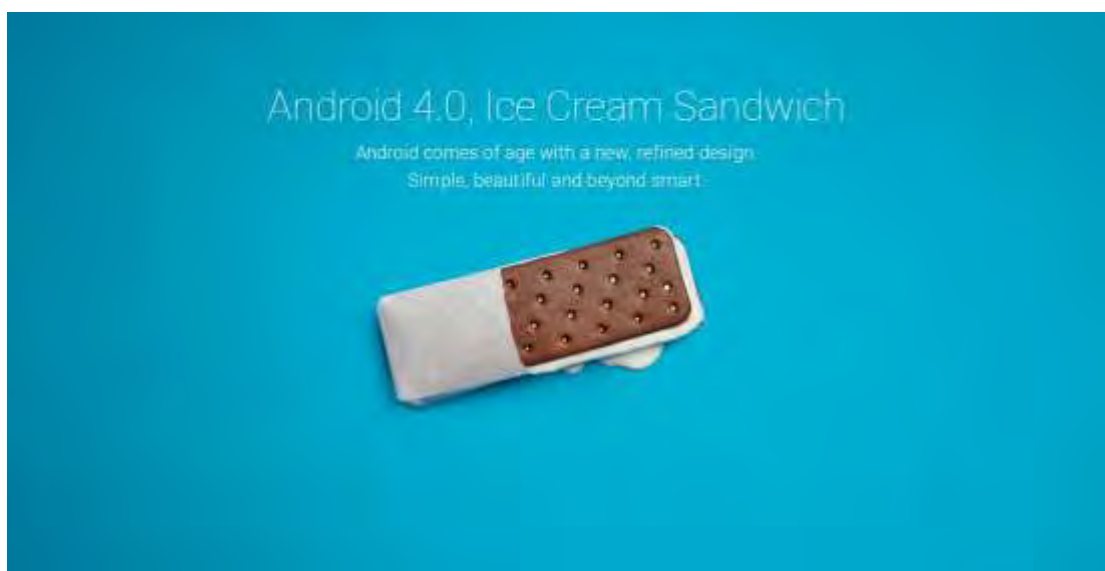 Android 4.0, Ice Cream Sandwich
Android comes of age with a new, refined design
Simple, beautiful and beyond smart